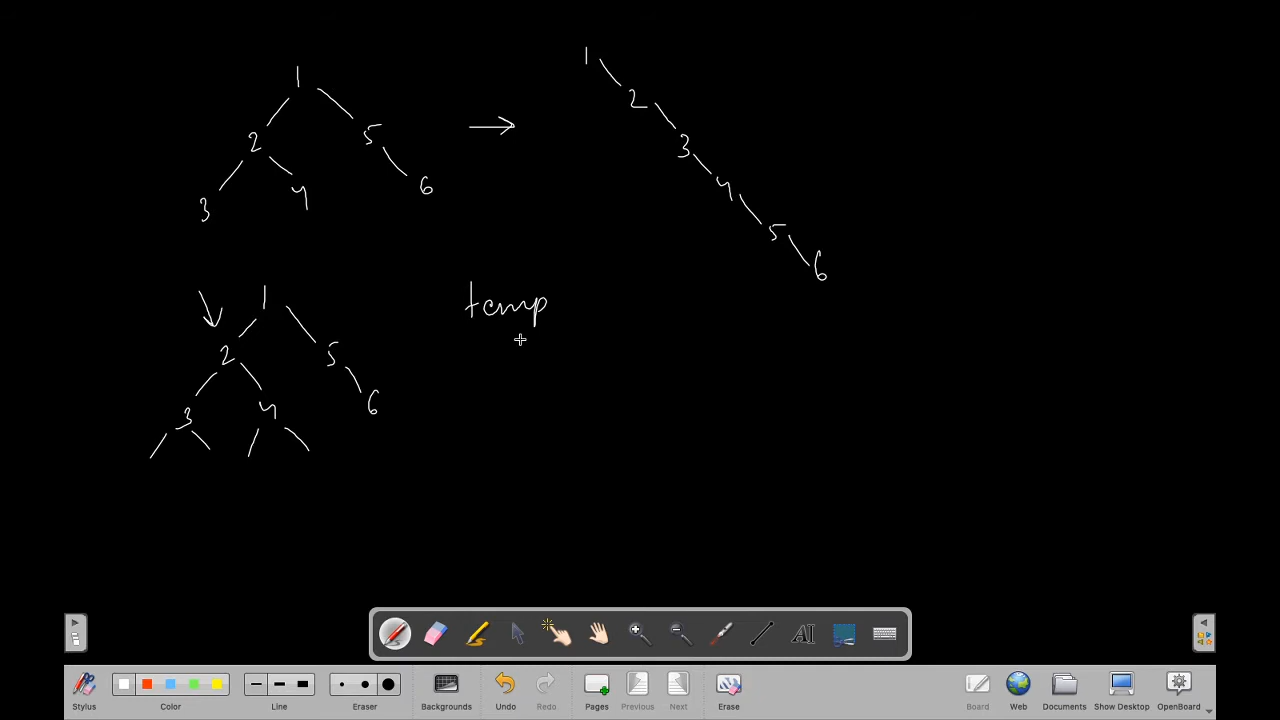 1
1
2
2
5
3
3
4
6
4
5
6
1
temp
2
5
3
4
6
Stylus
Color
Line
Eraser
Backgrounds
Undo
Redo
Pages
Previous
Next
Erase
Board
Web
Documents
Show Desktop
OpenBoard
AI